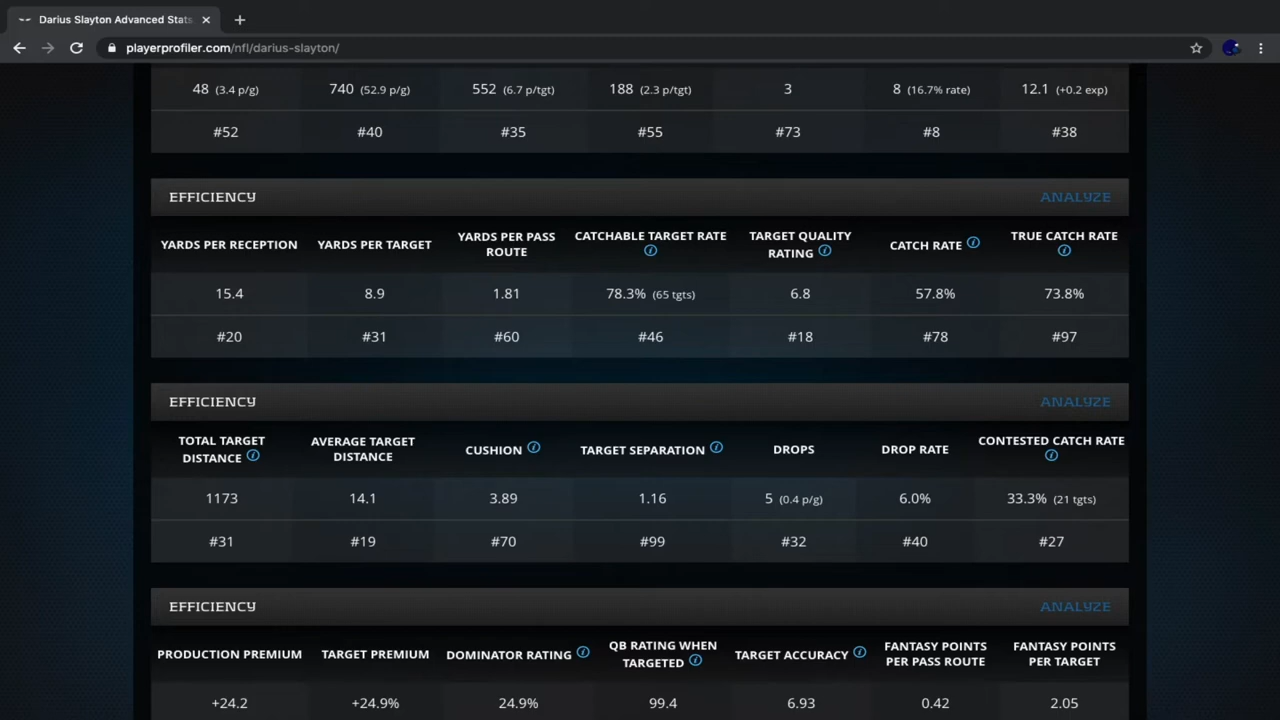 Darius Slayton Advanced Stats
playerprofiler.com/nfl/darius-slayton/
48 (3.4 p/g) 740 (52.9 p/g) 552 (6.7 p/tgt) 188 (2.3 p/tgt) 3 8 (16.7% rate) 12.1 (+0.2 exp)
#52 #40 #35 #55 #73 #8 #38
EFFICIENCY ANALYZE
YARDS PER RECEPTION YARDS PER TARGET YARDS PER PASS ROUTE CATCHABLE TARGET RATE TARGET QUALITY RATING CATCH RATE TRUE CATCH RATE
15.4 8.9 1.81 78.3% (65 tgts) 6.8 57.8% 73.8%
#20 #31 #60 #46 #18 #78 #97
EFFICIENCY ANALYZE
TOTAL TARGET DISTANCE AVERAGE TARGET DISTANCE CUSHION TARGET SEPARATION DROPS DROP RATE CONTESTED CATCH RATE
1173 14.1 3.89 1.16 5 (0.4 p/g) 6.0% 33.3% (21 tgts)
#31 #19 #70 #99 #32 #40 #27
EFFICIENCY ANALYZE
PRODUCTION PREMIUM TARGET PREMIUM DOMINATOR RATING QB RATING WHEN TARGETED TARGET ACCURACY FANTASY POINTS PER PASS ROUTE FANTASY POINTS PER TARGET
+24.2 +24.9% 24.9% 99.4 6.93 0.42 2.05